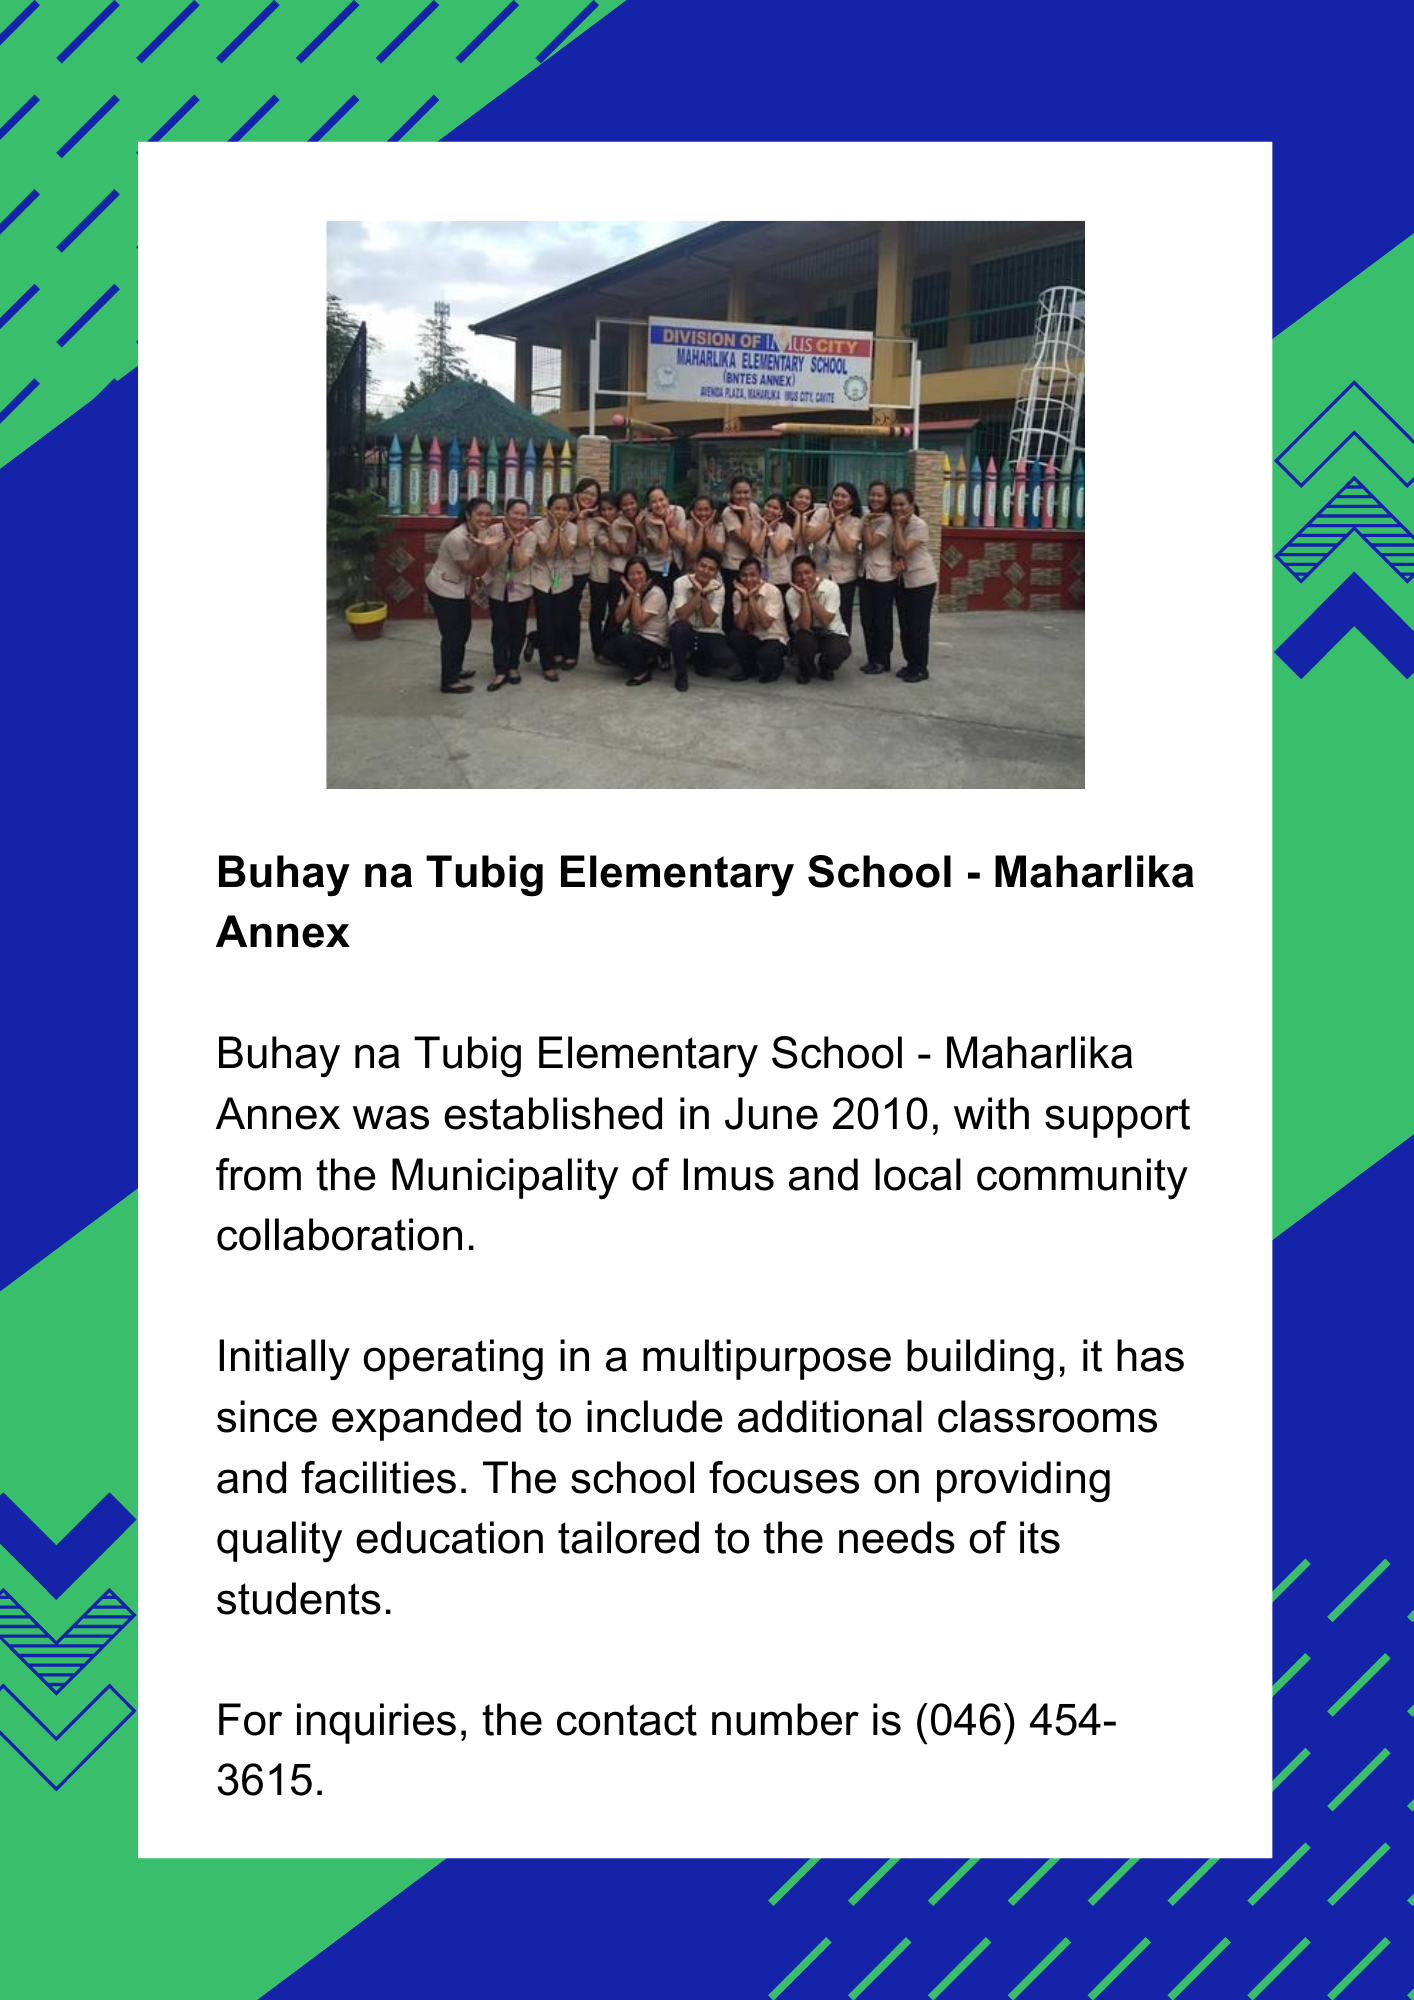 DIVISION OF IMUS CITY
MAHARLIKA ELEMENTARY SCHOOL
(BNTES ANNEX)
AVENIDA PLAZA, MAHARLIKA IMUS CITY, CAVITE
Buhay na Tubig Elementary School - Maharlika
Annex
Buhay na Tubig Elementary School - Maharlika
Annex was established in June 2010, with support
from the Municipality of Imus and local community
collaboration.
Initially operating in a multipurpose building, it has
since expanded to include additional classrooms
and facilities. The school focuses on providing
quality education tailored to the needs of its
students.
For inquiries, the contact number is (046) 454-
3615.